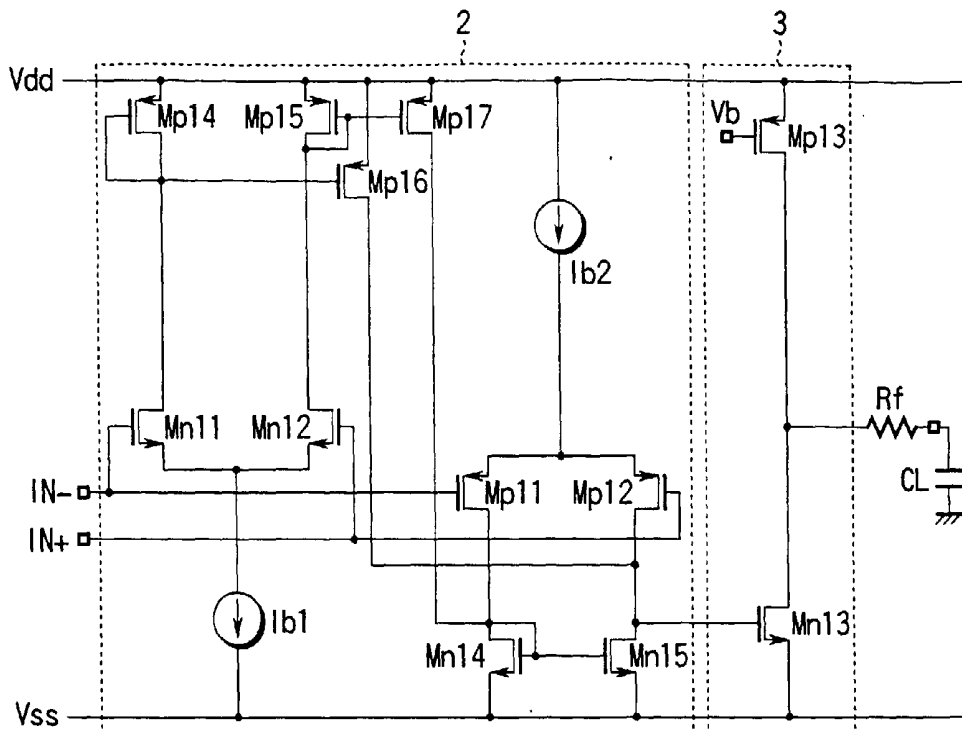 2 3
Vdd
Mp14 Mp15 Mp17 Vb Mp13
Mp16
Ib2
Rf
Mn11 Mn12
CL
IN- Mp11 Mp12
IN+
Ib1 Mn13
Mn14 Mn15
Vss